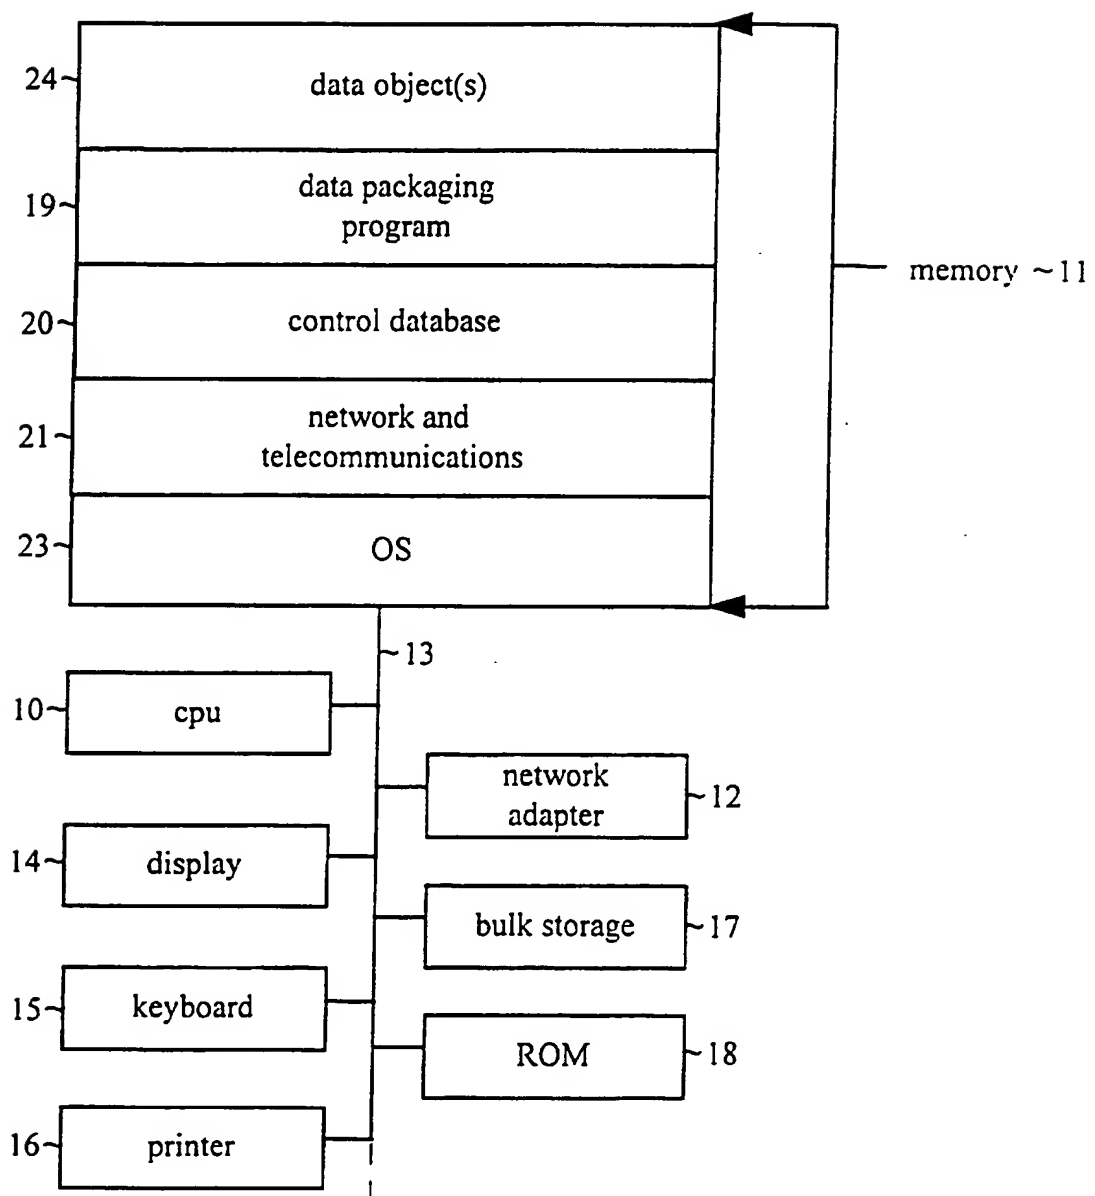 24~ data object(s)
19~ data packaging
program
memory ~11
20~ control database
21~ network and
telecommunications
23~ OS
~13
10~ cpu
network
adapter ~12
14~ display
bulk storage ~17
15~ keyboard
ROM ~18
16~ printer